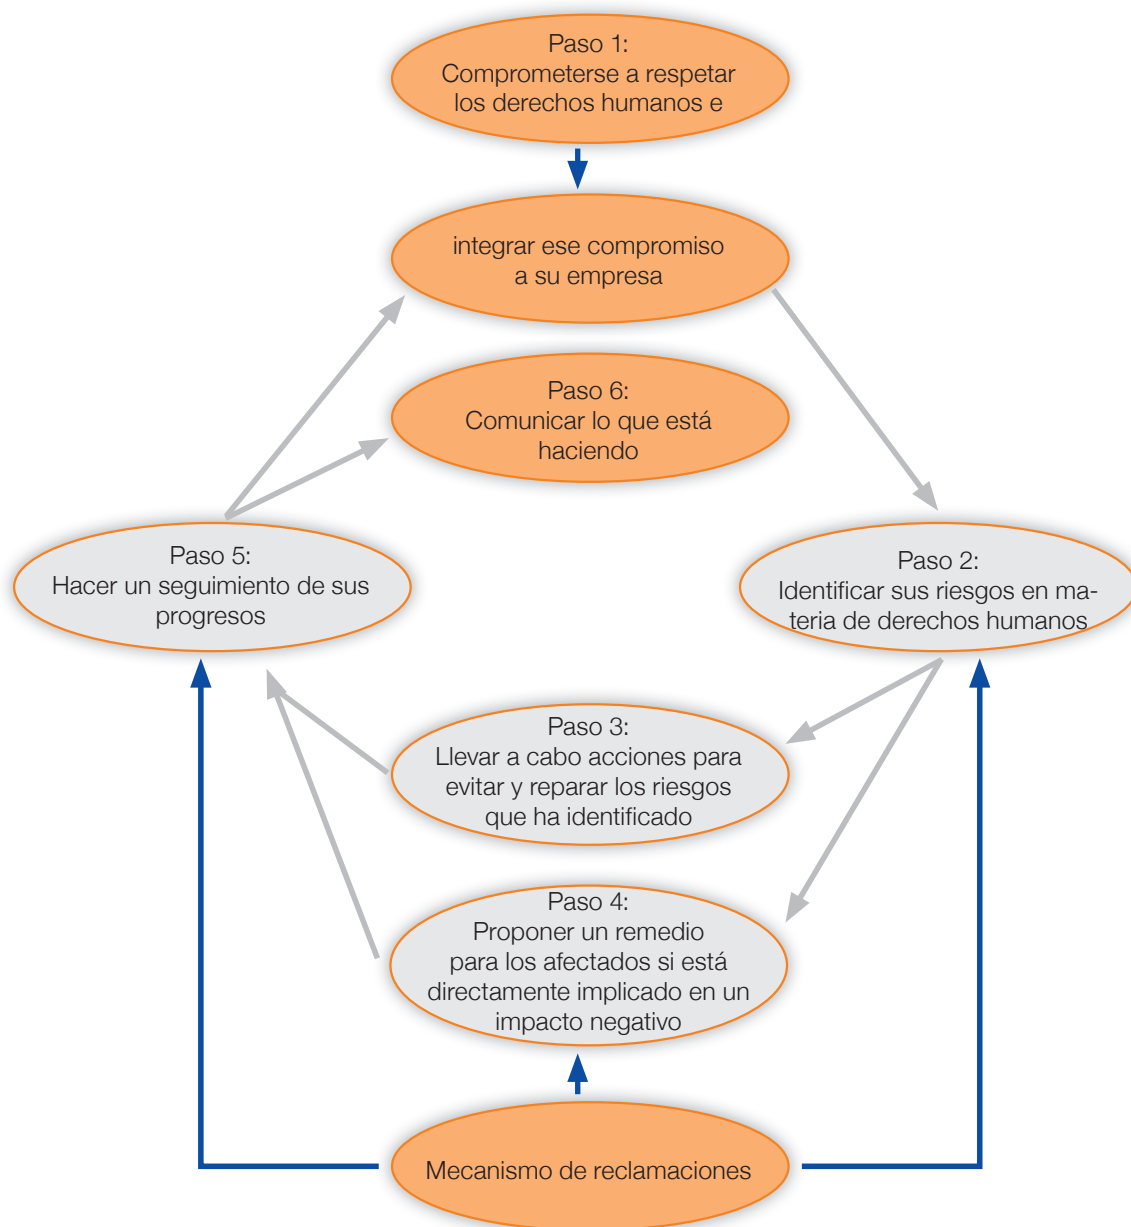 Paso 1:
Comprometerse a respetar
los derechos humanos e
integrar ese compromiso
a su empresa
Paso 6:
Comunicar lo que está
haciendo
Paso 5:
Hacer un seguimiento de sus
progresos
Paso 2:
Identificar sus riesgos en ma-
teria de derechos humanos
Paso 3:
Llevar a cabo acciones para
evitar y reparar los riesgos
que ha identificado
Paso 4:
Proponer un remedio
para los afectados si está
directamente implicado en un
impacto negativo
Mecanismo de reclamaciones